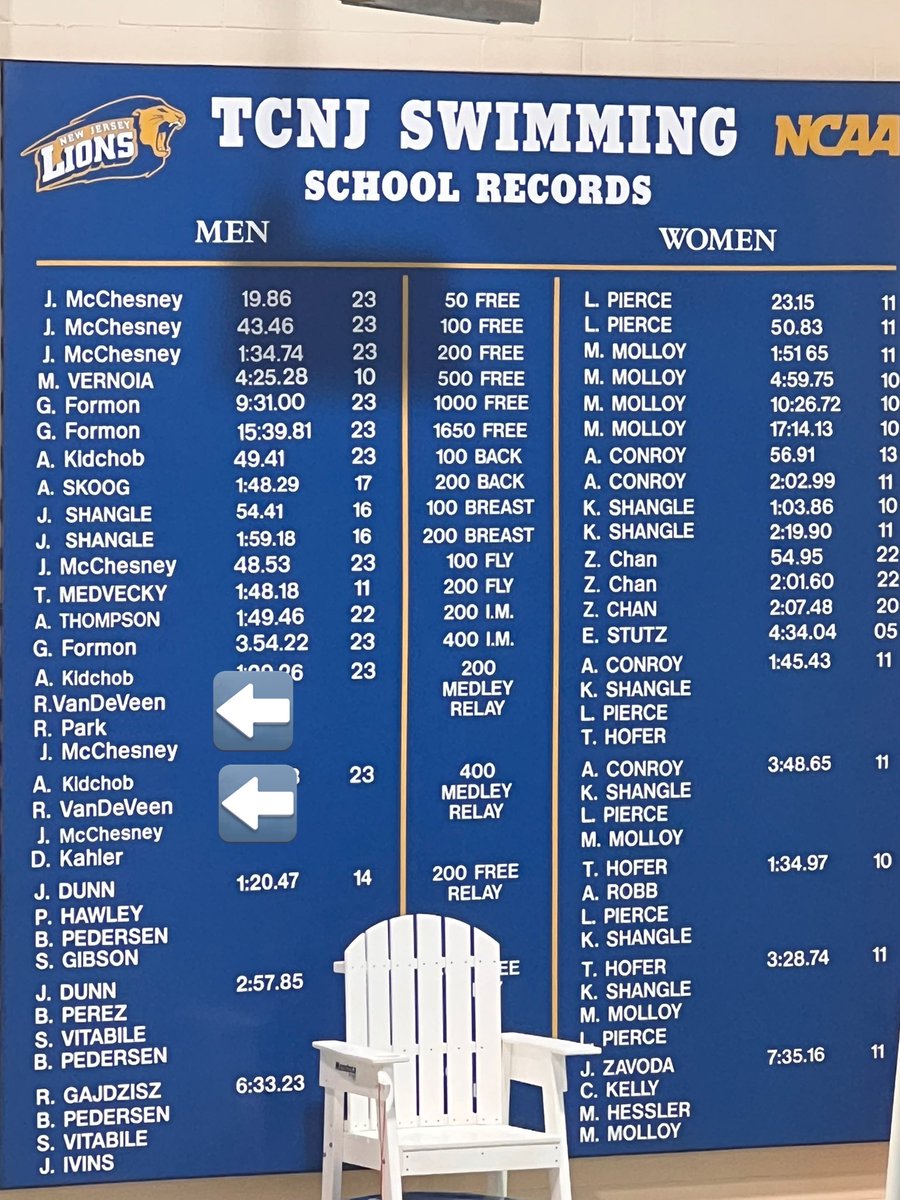 NEW JERSEY
LIONS
TCNJ SWIMMING NCAA
SCHOOL RECORDS
MEN WOMEN
J. McChesney 19.86 23 50 FREE L. PIERCE 23.15 11
J. McChesney 43.46 23 100 FREE L. PIERCE 50.83 11
J. McChesney 1:34.74 23 200 FREE M. MOLLOY 1:51 65 11
M. VERNOIA 4:25.28 10 500 FREE M. MOLLOY 4:59.75 10
G. Formon 9:31.00 23 1000 FREE M. MOLLOY 10:26.72 10
G. Formon 15:39.81 23 1650 FREE M. MOLLOY 17:14.13 10
A. Kldchob 49.41 23 100 BACK A. CONROY 56.91 13
A. SKOOG 1:48.29 17 200 BACK A. CONROY 2:02.99 11
J. SHANGLE 54.41 16 100 BREAST K. SHANGLE 1:03.86 10
J. SHANGLE 1:59.18 16 200 BREAST K. SHANGLE 2:19.90 11
J. McChesney 48.53 23 100 FLY Z. Chan 54.95 22
T. MEDVECKY 1:48.18 11 200 FLY Z. Chan 2:01.60 22
A. THOMPSON 1:49.46 22 200 I.M. Z. CHAN 2:07.48 20
G. Formon 3.54.22 23 400 I.M. E. STUTZ 4:34.04 05
A. Kldchob 23 200 A. CONROY 1:45.43 11
R.VanDeVeen MEDLEY K. SHANGLE
R. Park RELAY L. PIERCE
J. McChesney T. HOFER
A. Kldchob 23 400 A. CONROY 3:48.65 11
R. VanDeVeen MEDLEY K. SHANGLE
J. McChesney RELAY L. PIERCE
D. Kahler M. MOLLOY
J. DUNN 1:20.47 14 200 FREE T. HOFER 1:34.97 10
P. HAWLEY RELAY A. ROBB
B. PEDERSEN L. PIERCE
S. GIBSON K. SHANGLE
J. DUNN 2:57.85 T. HOFER 3:28.74 11
B. PEREZ K. SHANGLE
S. VITABILE M. MOLLOY
B. PEDERSEN L. PIERCE
R. GAJDZISZ 6:33.23 J. ZAVODA 7:35.16 11
B. PEDERSEN C. KELLY
S. VITABILE M. HESSLER
J. IVINS M. MOLLOY